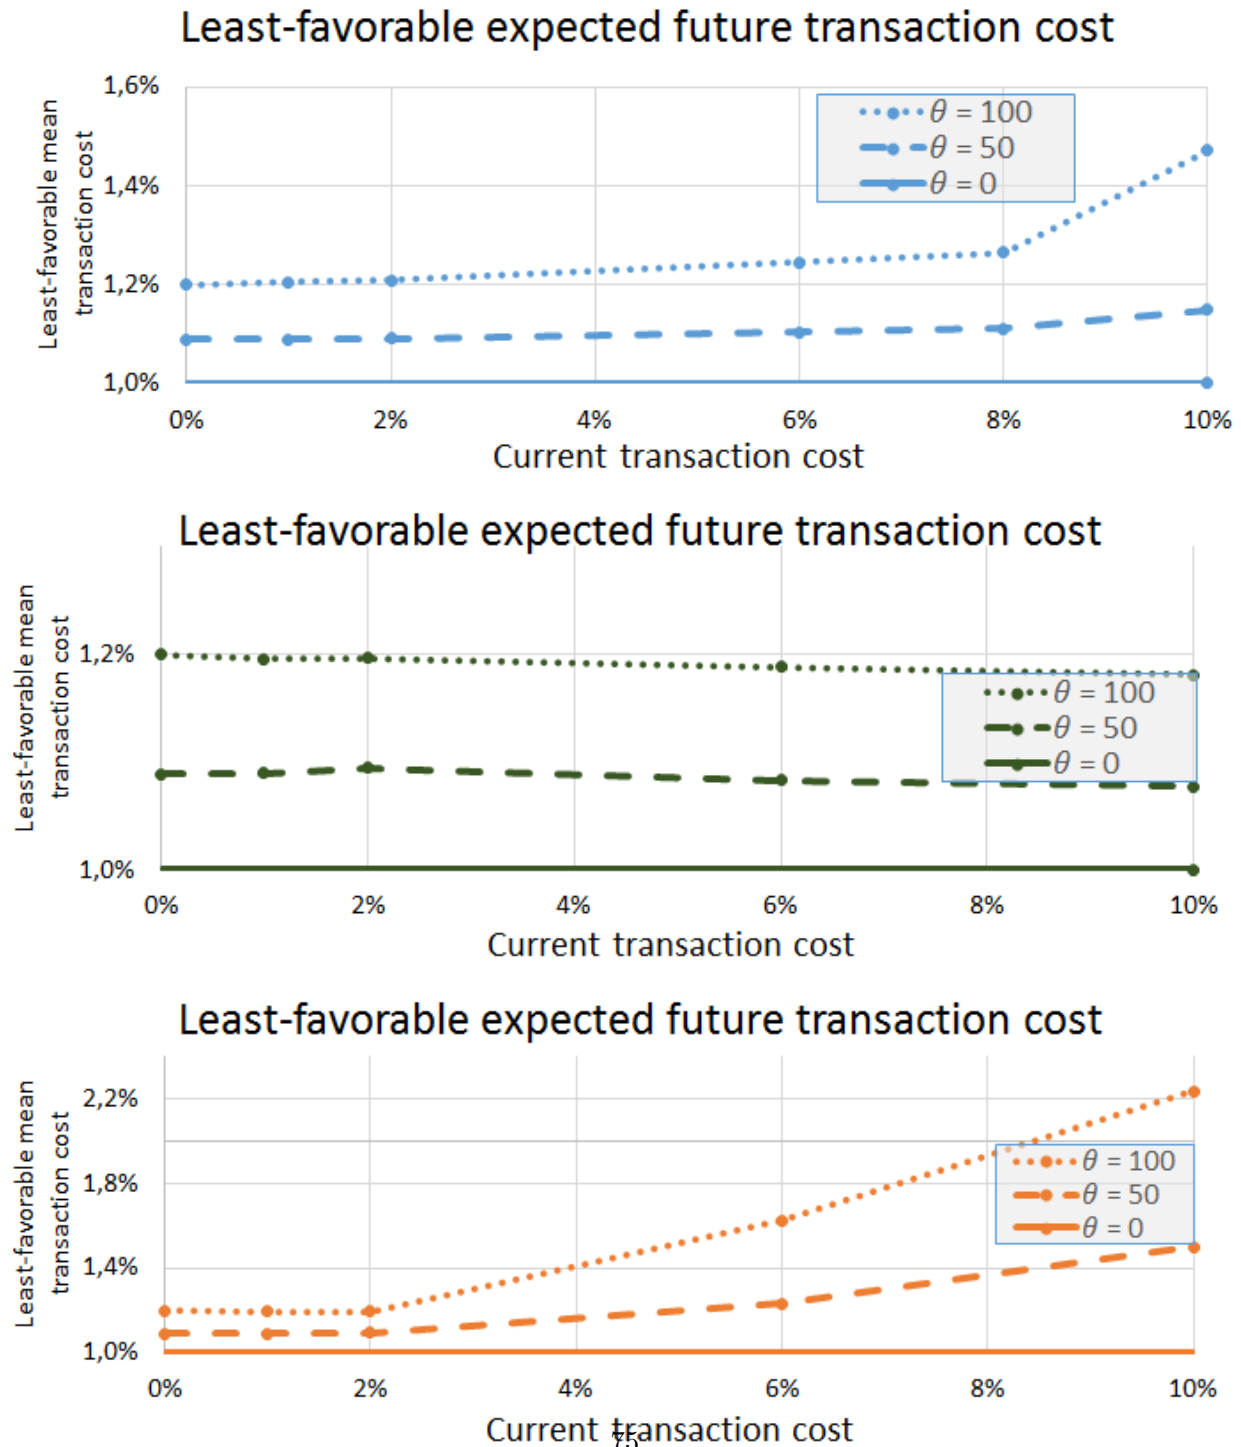 Least-favorable expected future transaction cost
Least-favorable mean
transaction cost
1,6%
1,4%
1,2%
1,0%
θ = 100
θ = 50
θ = 0
0% 2% 4% 6% 8% 10%
Current transaction cost
Least-favorable expected future transaction cost
Least-favorable mean
transaction cost
1,2%
1,0%
θ = 100
θ = 50
θ = 0
0% 2% 4% 6% 8% 10%
Current transaction cost
Least-favorable expected future transaction cost
Least-favorable mean
transaction cost
2,2%
1,8%
1,4%
1,0%
θ = 100
θ = 50
θ = 0
0% 2% 4% 6% 8% 10%
Current transaction cost
75